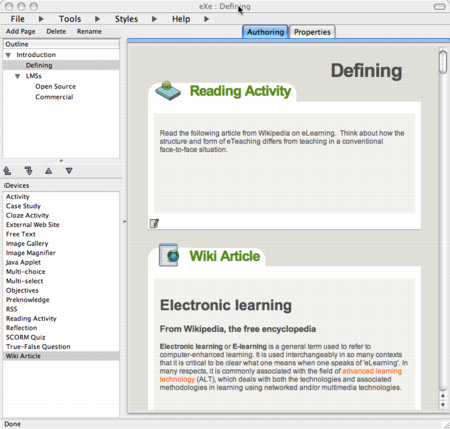 eXe : Defining
File Tools Styles Help
Add Page Delete Rename
Authoring Properties
Outline
Introduction
Defining
LMSs
Open Source
Commercial
iDevices
Activity
Case Study
Cloze Activity
External Web Site
Free Text
Image Gallery
Image Magnifier
Java Applet
Multi-choice
Multi-select
Objectives
Preknowledge
RSS
Reading Activity
Reflection
SCORM Quiz
True-False Question
Wiki Article
Defining
Reading Activity
Read the following article from Wikipedia on eLearning. Think about how the
structure and form of eTeaching differs from teaching in a conventional
face-to-face situation.
Wiki Article
Electronic learning
From Wikipedia, the free encyclopedia
Electronic learning or E-learning is a general term used to refer to
computer-enhanced learning. It is used interchangeably in so many contexts
that it is critical to be clear what one means when one speaks of 'eLearning'. In
many respects, it is commonly associated with the field of advanced learning
technology (ALT), which deals with both the technologies and associated
methodologies in learning using networked and/or multimedia technologies.
Done